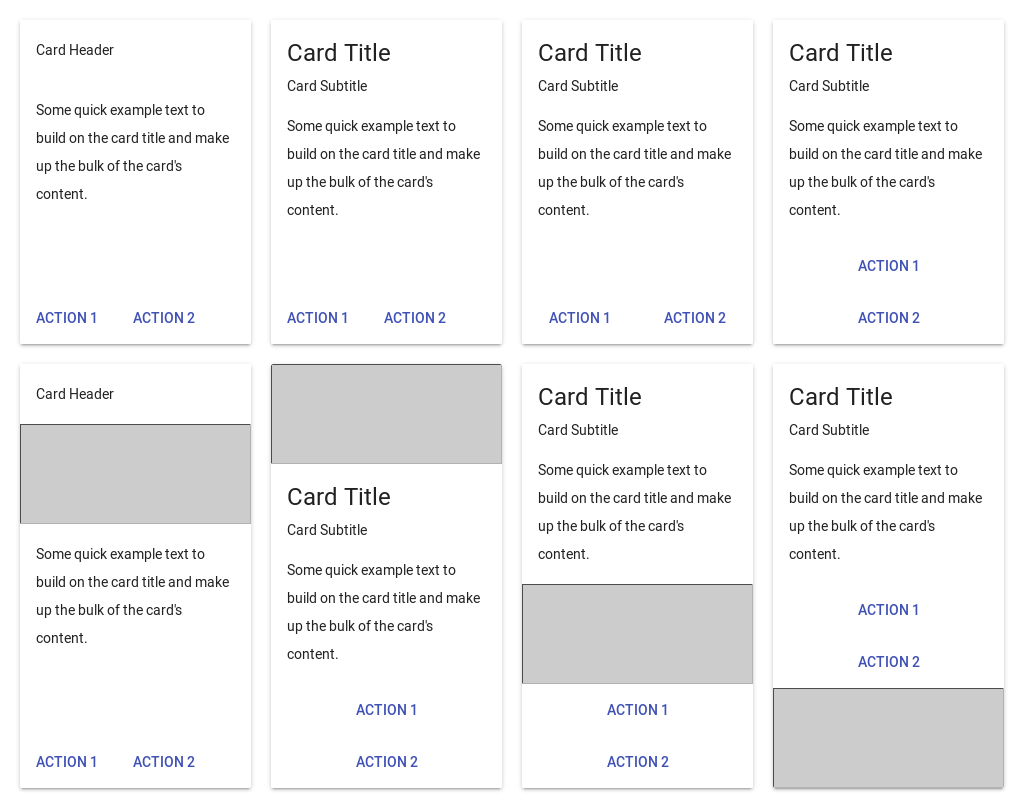 Card Header
Some quick example text to
build on the card title and make
up the bulk of the card's
content.
ACTION 1 ACTION 2
Card Title
Card Subtitle
Some quick example text to
build on the card title and make
up the bulk of the card's
content.
ACTION 1 ACTION 2
Card Title
Card Subtitle
Some quick example text to
build on the card title and make
up the bulk of the card's
content.
ACTION 1 ACTION 2
Card Title
Card Subtitle
Some quick example text to
build on the card title and make
up the bulk of the card's
content.
ACTION 1
ACTION 2
Card Header
Some quick example text to
build on the card title and make
up the bulk of the card's
content.
ACTION 1 ACTION 2
Card Title
Card Subtitle
Some quick example text to
build on the card title and make
up the bulk of the card's
content.
ACTION 1
ACTION 2
Card Title
Card Subtitle
Some quick example text to
build on the card title and make
up the bulk of the card's
content.
ACTION 1
ACTION 2
Card Title
Card Subtitle
Some quick example text to
build on the card title and make
up the bulk of the card's
content.
ACTION 1
ACTION 2